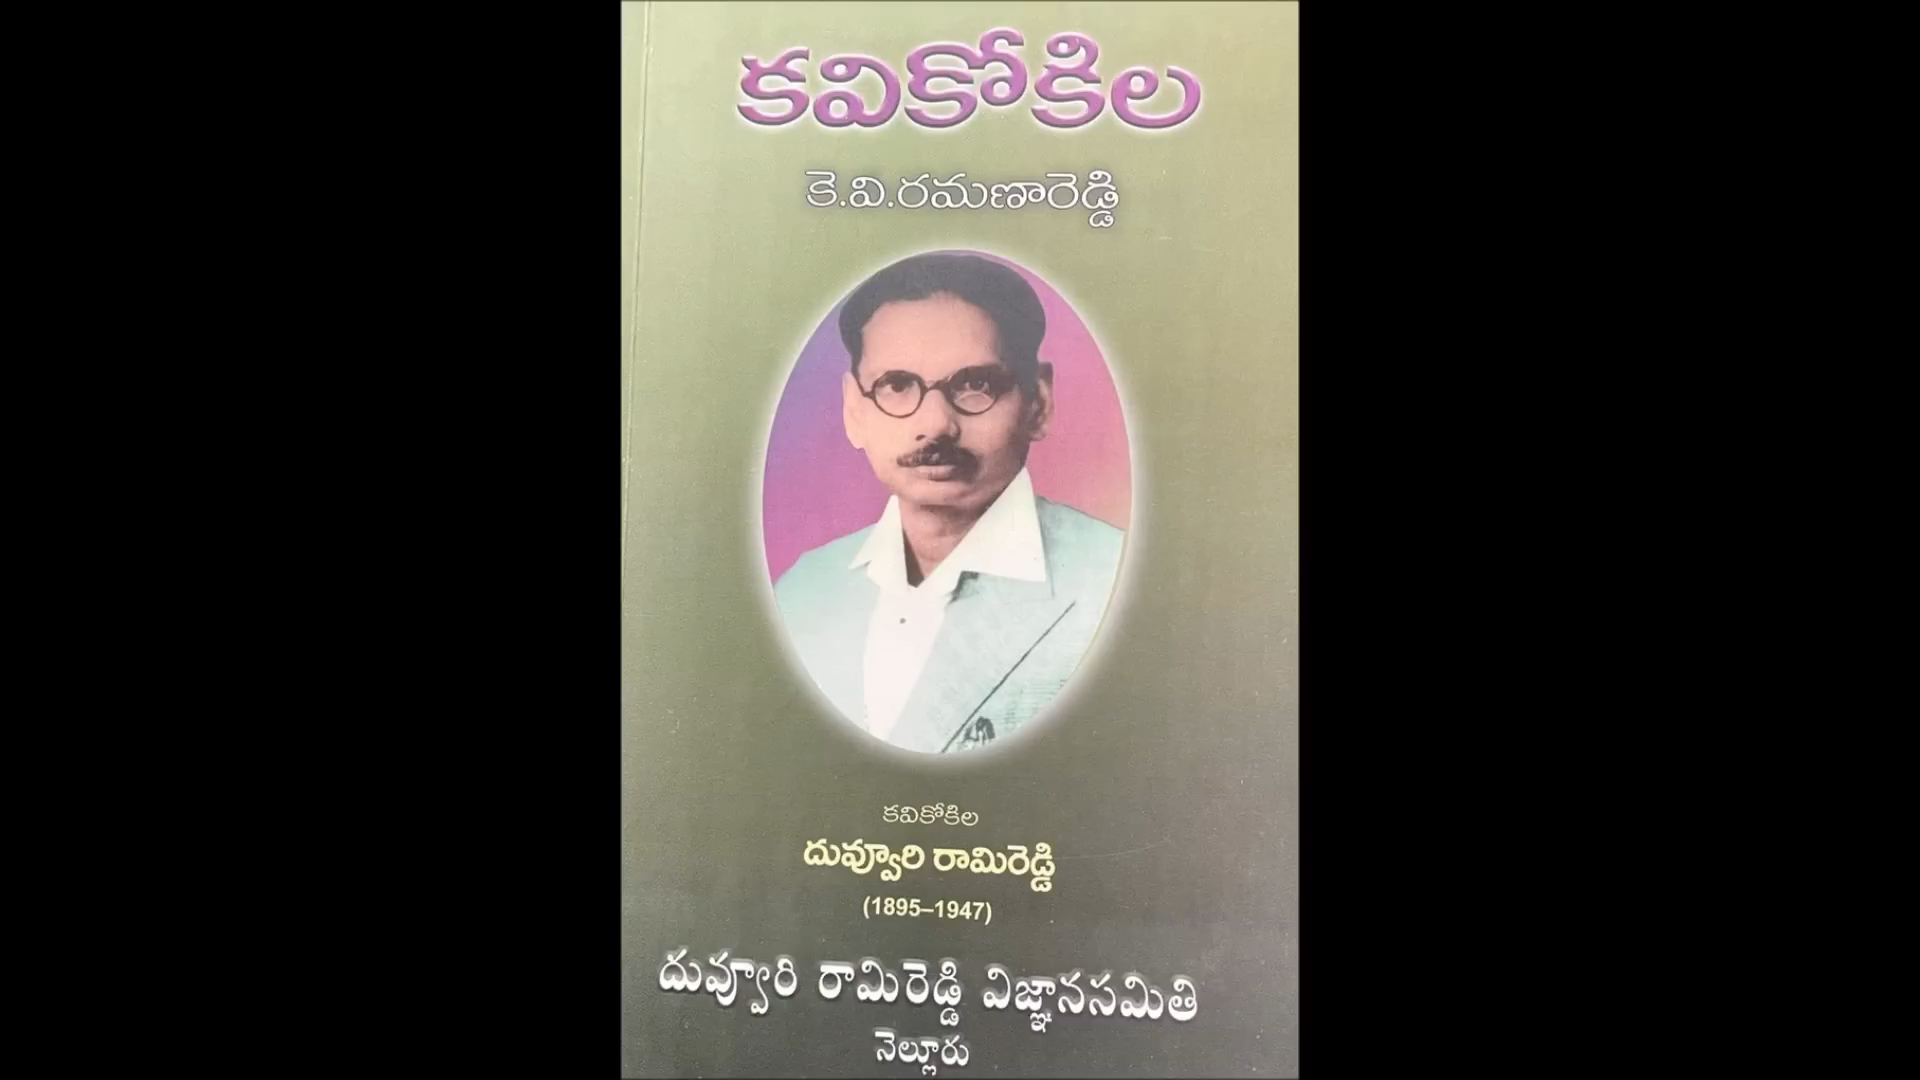 కవికోకిల
కె.వి.రమణారెడ్డి
కవికోకిల
దువ్వూరి రామిరెడ్డి
(1895–1947)
దువ్వూరి రామిరెడ్డి విజ్ఞానసమితి
నెల్లూరు